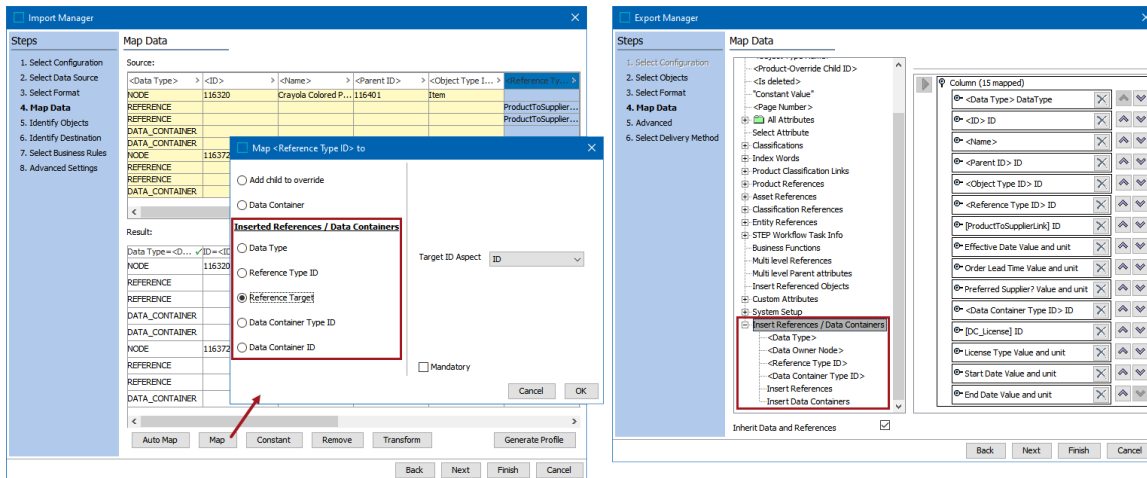 Import Manager
Steps
1. Select Configuration
2. Select Data Source
3. Select Format
4. Map Data
5. Identify Objects
6. Identify Destination
7. Select Business Rules
8. Advanced Settings
Map Data
Source:
<Data Type> > <ID> > <Name> > <Parent ID> > <Object Type I... > <Reference Ty... >
NODE 116320 Crayola Colored P... 116401 Item
REFERENCE ProductToSupplier...
REFERENCE ProductToSupplier...
DATA_CONTAINER
DATA_CONTAINER
NODE 116372
REFERENCE
REFERENCE
DATA_CONTAINER
Result:
Data Type=<D... ID=<ID
NODE 116320
REFERENCE
REFERENCE
DATA_CONTAINER
DATA_CONTAINER
NODE 116372
REFERENCE
REFERENCE
DATA_CONTAINER
Auto Map Map Constant Remove Transform Generate Profile
Back Next Finish Cancel
Map <Reference Type ID> to
Add child to override
Data Container
Inserted References / Data Containers
Data Type
Reference Type ID
Reference Target
Data Container Type ID
Data Container ID
Target ID Aspect ID
Mandatory
Cancel OK
Export Manager
Steps
1. Select Configuration
2. Select Objects
3. Select Format
4. Map Data
5. Advanced
6. Select Delivery Method
Map Data
<Product-Override Child ID>
<Is deleted>
"Constant Value"
<Page Number>
All Attributes
Select Attribute
Classifications
Index Words
Product Classification Links
Product References
Asset References
Classification References
Entity References
STEP Workflow Task Info
Business Functions
Multi level References
Multi level Parent attributes
Insert Referenced Objects
Custom Attributes
System Setup
Insert References / Data Containers
<Data Type>
<Data Owner Node>
<Reference Type ID>
<Data Container Type ID>
Insert References
Insert Data Containers
Inherit Data and References
Column (15 mapped)
<Data Type> DataType
<ID> ID
<Name>
<Parent ID> ID
<Object Type ID> ID
<Reference Type ID> ID
[ProductToSupplierLink] ID
Effective Date Value and unit
Order Lead Time Value and unit
Preferred Supplier? Value and unit
<Data Container Type ID> ID
[DC_License] ID
License Type Value and unit
Start Date Value and unit
End Date Value and unit
Back Next Finish Cancel